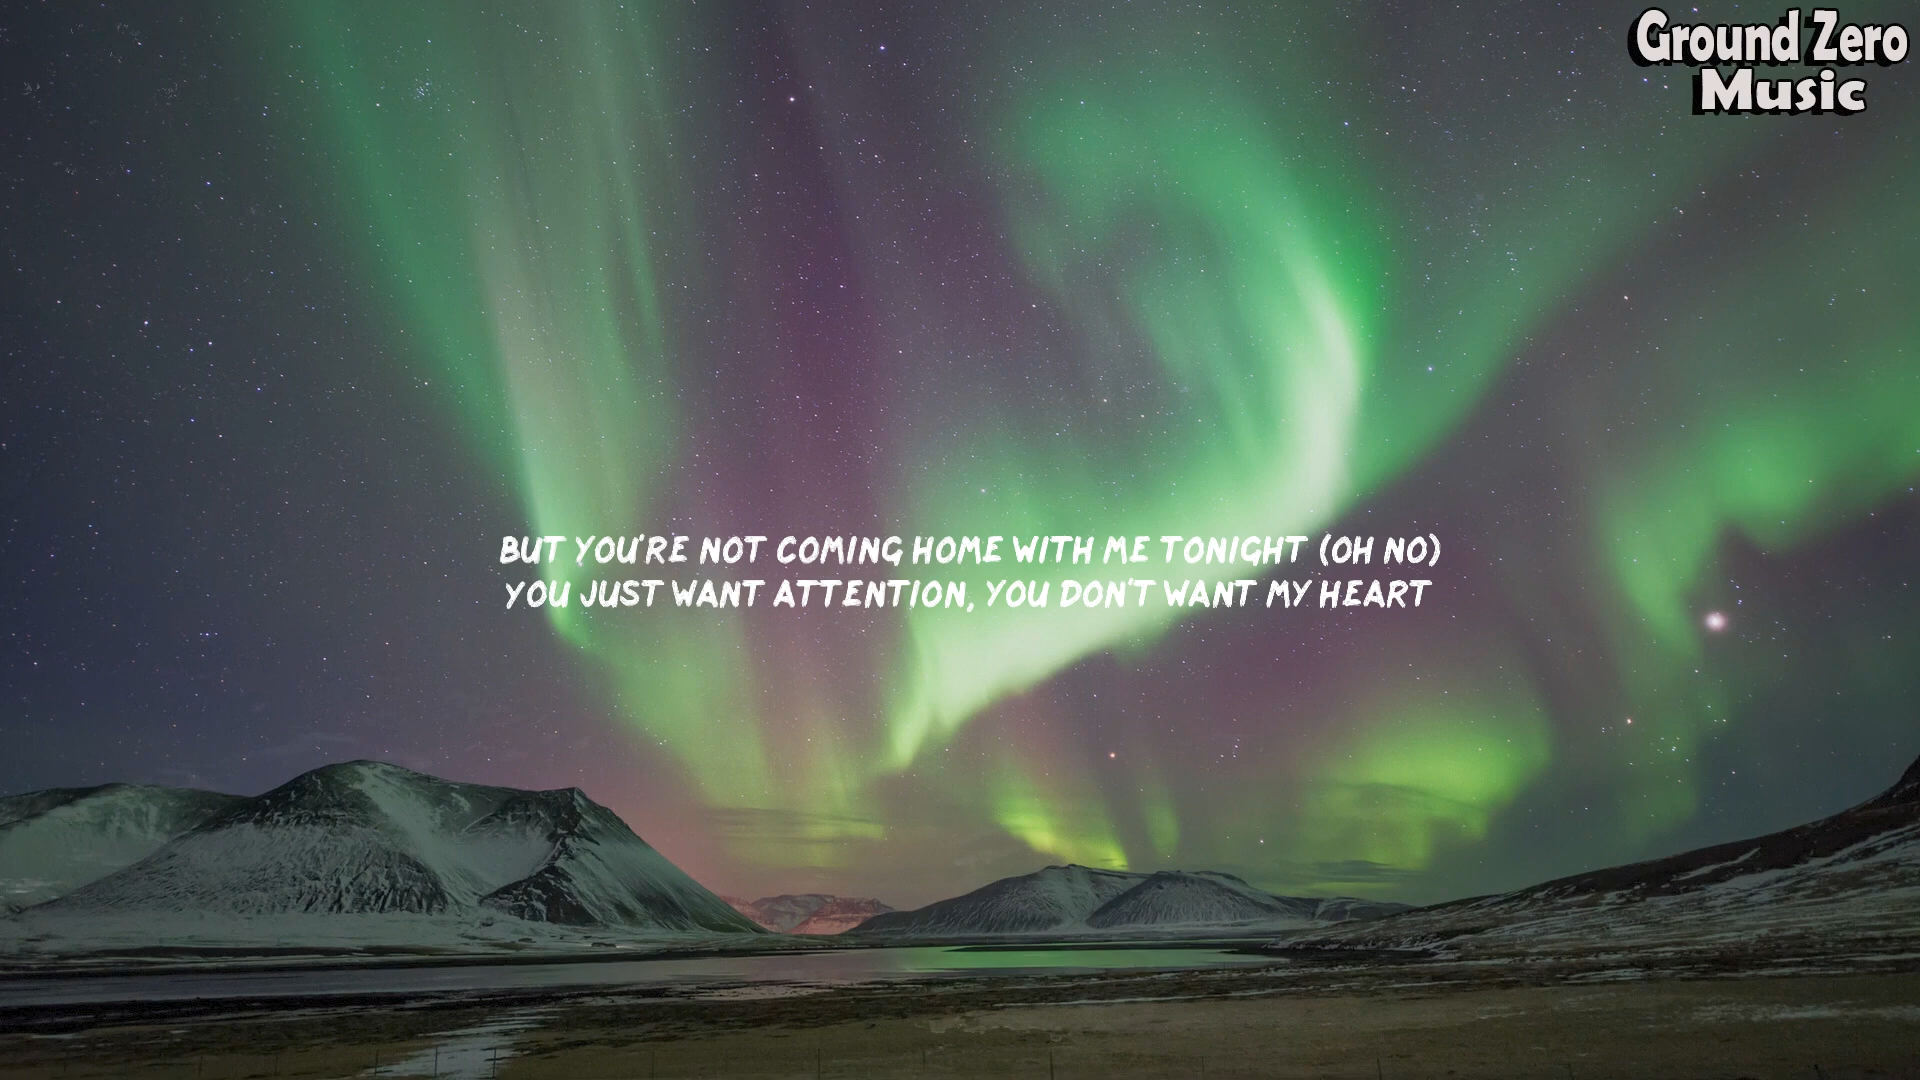 Ground Zero
Music
BUT YOU'RE NOT COMING HOME WITH ME TONIGHT (OH NO)
YOU JUST WANT ATTENTION, YOU DON'T WANT MY HEART